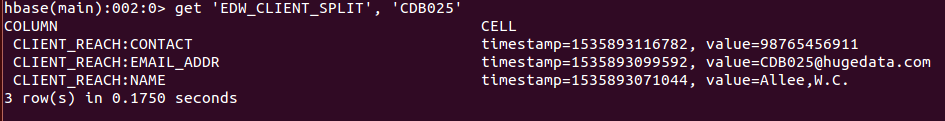 hbase(main):002:0> get 'EDW_CLIENT_SPLIT', 'CDB025'
COLUMN CELL
CLIENT_REACH:CONTACT timestamp=1535893116782, value=98765456911
CLIENT_REACH:EMAIL_ADDR timestamp=1535893099592, value=CDB025@hugedata.com
CLIENT_REACH:NAME timestamp=1535893071044, value=Allee,W.C.
3 row(s) in 0.1750 seconds